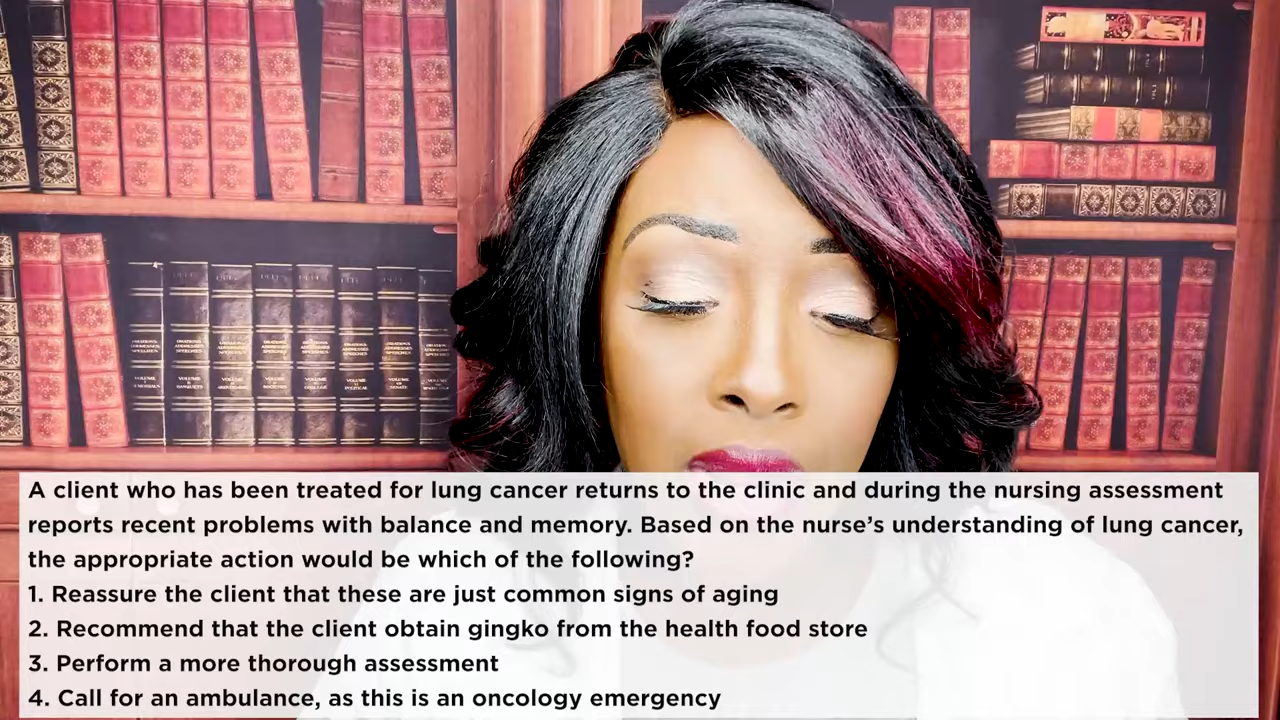 A client who has been treated for lung cancer returns to the clinic and during the nursing assessment
reports recent problems with balance and memory. Based on the nurse's understanding of lung cancer,
the appropriate action would be which of the following?
1. Reassure the client that these are just common signs of aging
2. Recommend that the client obtain gingko from the health food store
3. Perform a more thorough assessment
4. Call for an ambulance, as this is an oncology emergency